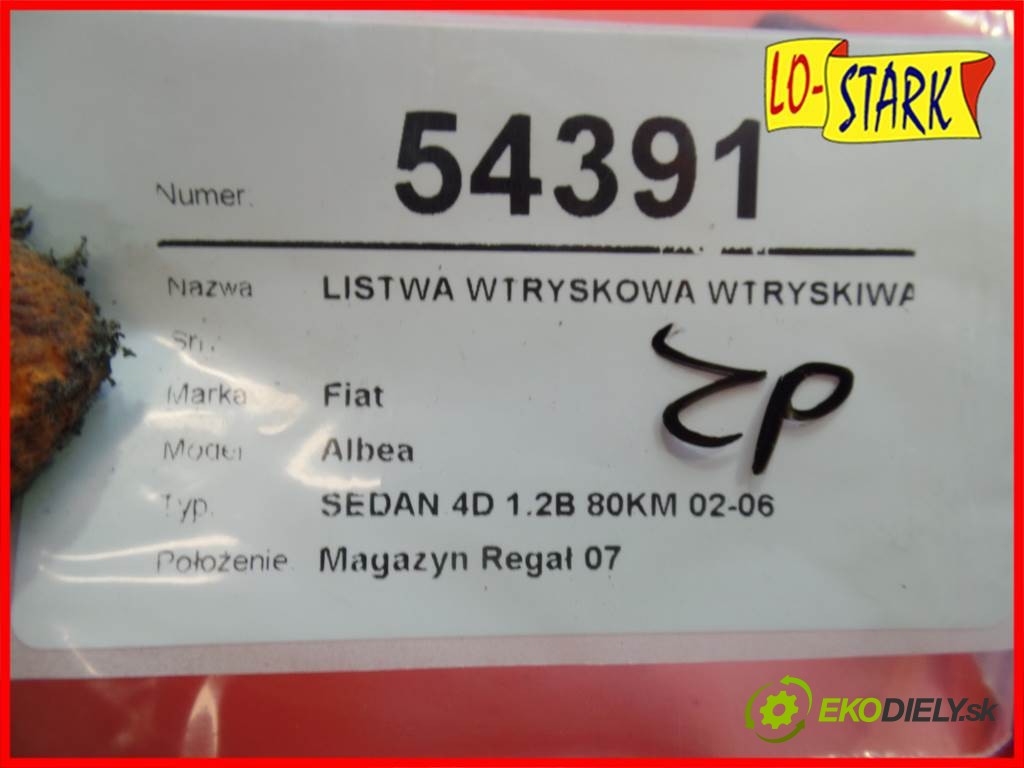 LO-STARK
Numer. 54391
Nazwa LISTWA WTRYSKOWA WTRYSKIWA
Sn.:
Marka Fiat
Model Albea
Typ. SEDAN 4D 1.2B 80KM 02-06
Położenie. Magazyn Regał 07
EKODIELY.sk